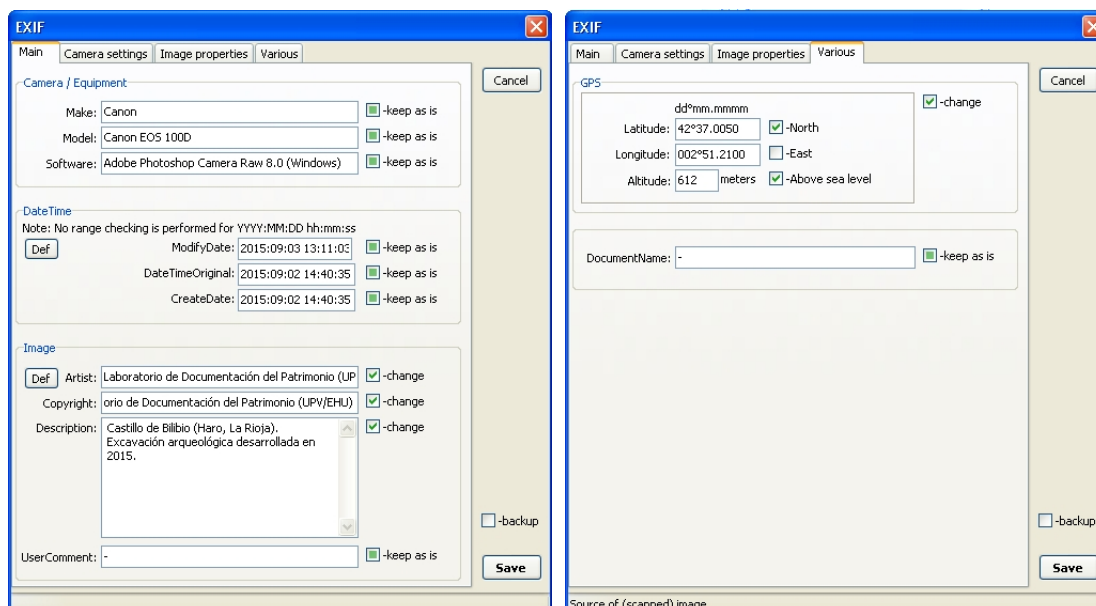 EXIF
Main Camera settings Image properties Various
Cancel
Camera / Equipment
Make: Canon -keep as is
Model: Canon EOS 100D -keep as is
Software: Adobe Photoshop Camera Raw 8.0 (Windows) -keep as is
DateTime
Note: No range checking is performed for YYYY:MM:DD hh:mm:ss
Def ModifyDate: 2015:09:03 13:11:03 -keep as is
DateTimeOriginal: 2015:09:02 14:40:35 -keep as is
CreateDate: 2015:09:02 14:40:35 -keep as is
Image
Def Artist: Laboratorio de Documentación del Patrimonio (UP -change
Copyright: orio de Documentación del Patrimonio (UPV/EHU) -change
Description: Castillo de Bilibio (Haro, La Rioja). -change
Excavación arqueológica desarrollada en
2015.
-backup
UserComment: - -keep as is
Save
EXIF
Main Camera settings Image properties Various
Cancel
GPS
-change
dd°mm.mmmm
Latitude: 42°37.0050 -North
Longitude: 002°51.2100 -East
Altitude: 612 meters -Above sea level
DocumentName: - -keep as is
-backup
Save
Source of (scanned) image